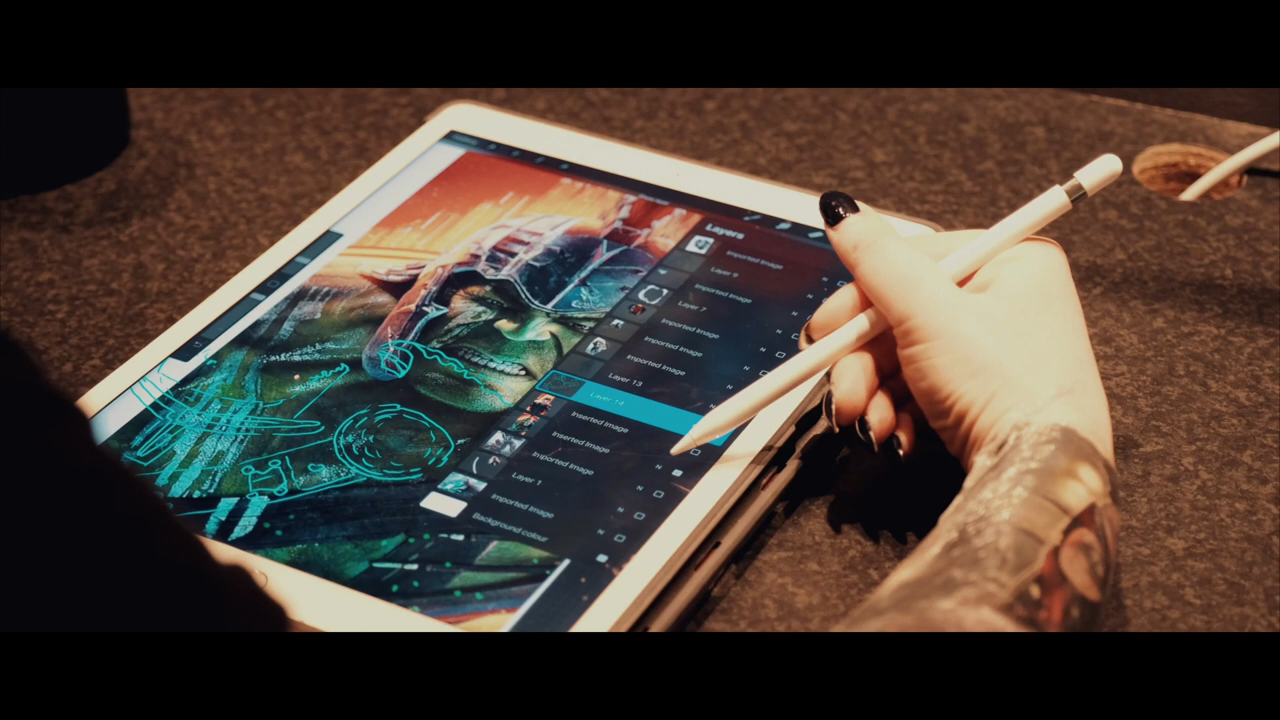 Layers
Imported Image
Layer 9
Imported Image
Layer 7
Imported Image
Imported Image
Imported Image
Layer 13
Layer 14
Inserted Image
Inserted Image
Imported Image
Layer 1
Imported Image
Background colour
N
N
N
N
N
N
N
N
N
N